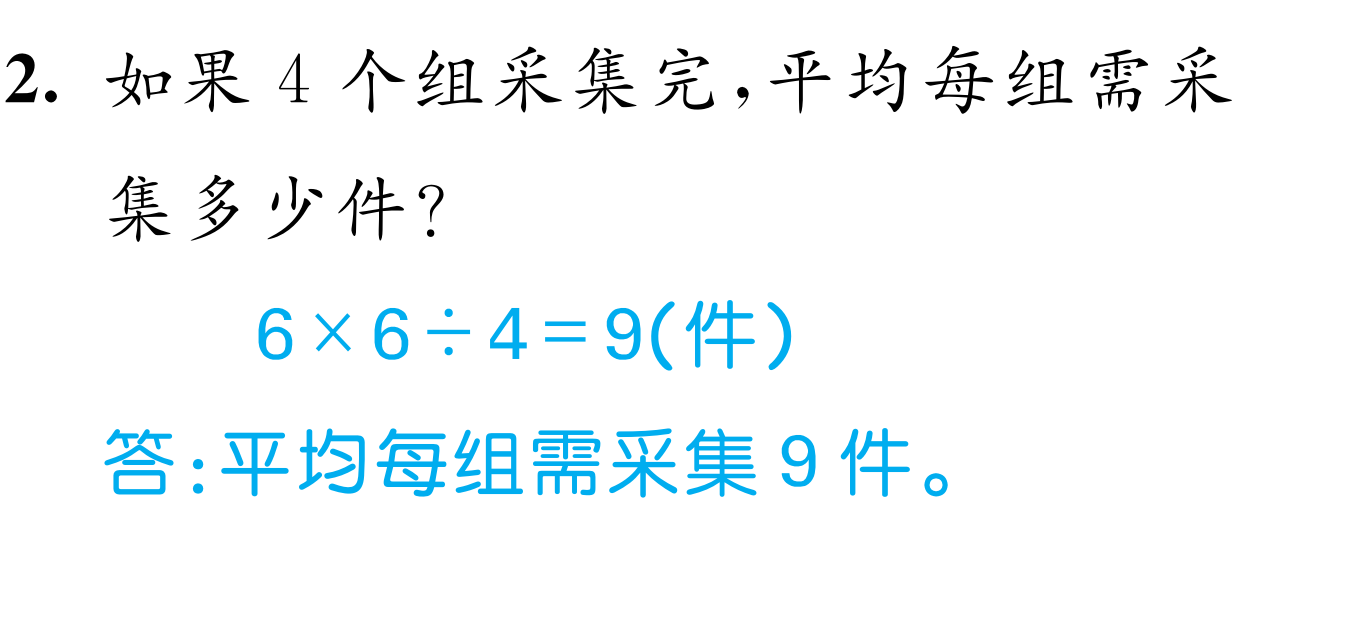 2. 如果 4 个组采集完,平均每组需采
集多少件?
6×6÷4=9(件)
答:平均每组需采集 9 件。